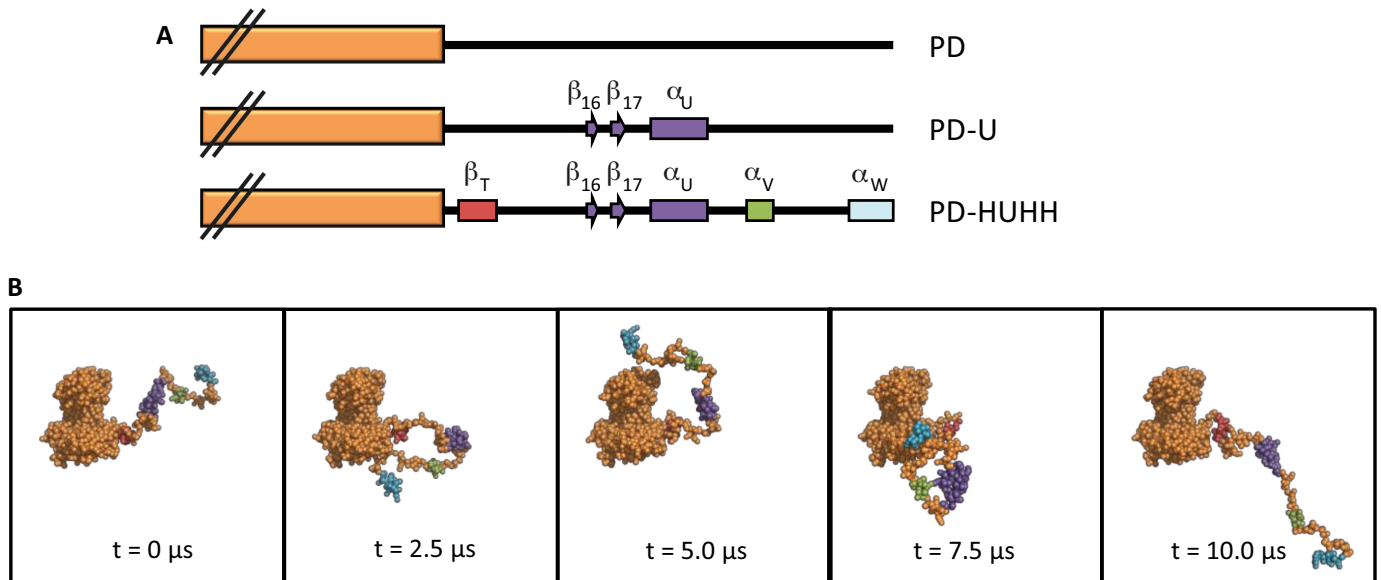 A
PD
β16 β17 αU
PD-U
βT β16 β17 αU αV αW
PD-HUHH
B
t = 0 μs t = 2.5 μs t = 5.0 μs t = 7.5 μs t = 10.0 μs